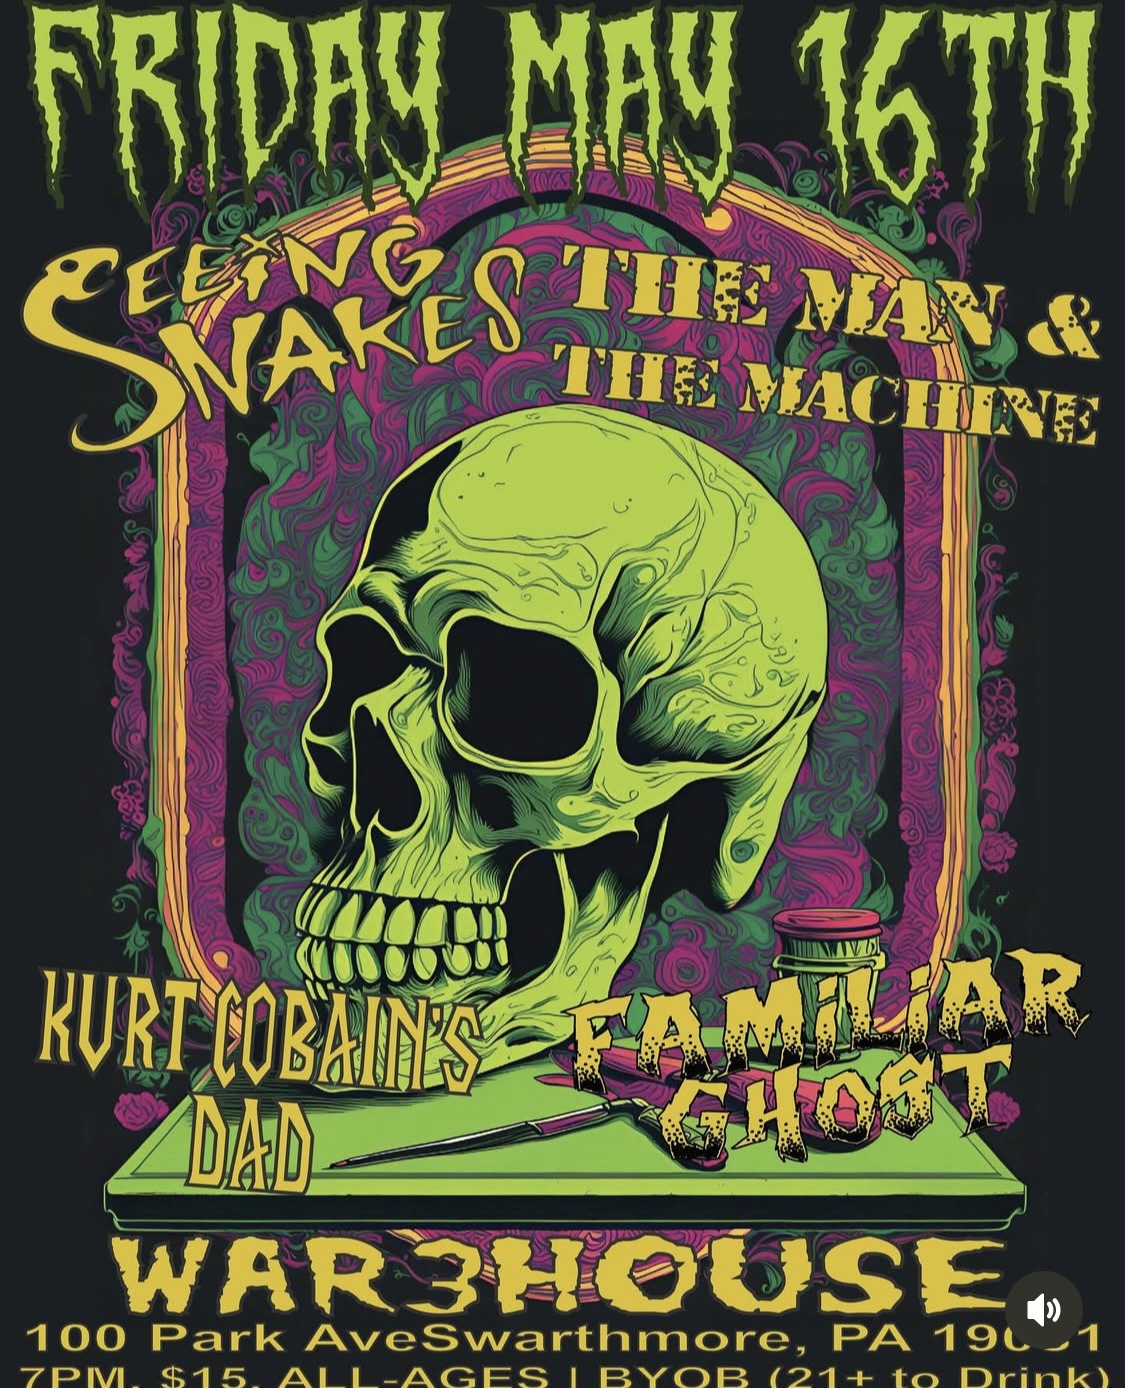 FRIDAY MAY 16TH
SEEING
SNAKES
THE MAN &
THE MACHINE
KURT COBAIN'S
DAD
FAMILIAR
GHOST
WAR3HOUSE
100 Park AveSwarthmore, PA
7PM. $15. ALL-AGES | BYOB (21+ to Drink)